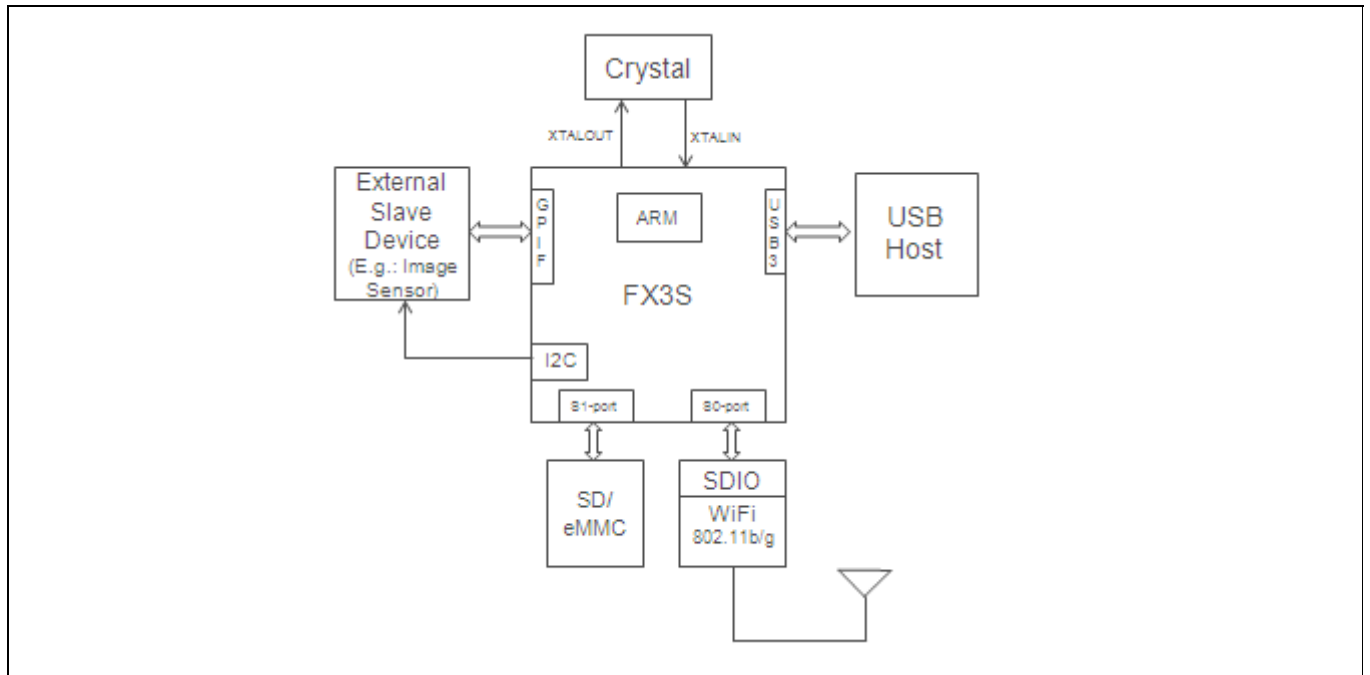 Crystal
XTALOUT
XTALIN
External
Slave
Device
(E.g.: Image
Sensor)
G
P
I
F
ARM
U
S
B
3
USB
Host
FX3S
I2C
S1-port
S0-port
SD/
eMMC
SDIO
WiFi
802.11b/g